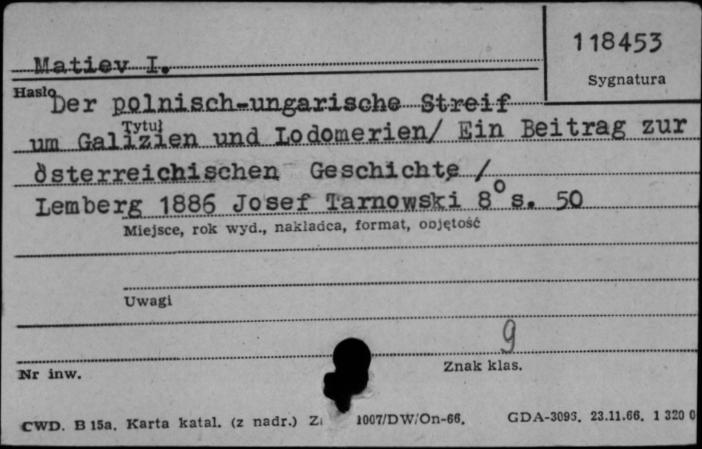 118453
Sygnatura
Matiev I.
Hasło
Der polnisch-ungarische Streif
Tytuł
um Galizien und Lodomerien/ Ein Beitrag zur
österreichischen Geschichte /
Lemberg 1886 Josef Tarnowski 8° s. 50
Miejsce, rok wyd., nakładca, format, objętość
Uwagi
9
Nr inw.
Znak klas.
CWD. B 15a. Karta katal. (z nadr.) 1007/DW/On-66. GDA-3093. 23.11.66. 1 320 0